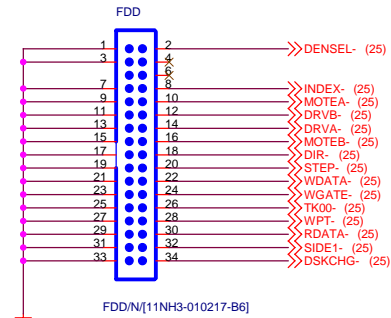 FDD
1 2 DENSEL- (25)
3 4
6
7 8 INDEX- (25)
9 10 MOTEA- (25)
11 12 DRVB- (25)
13 14 DRVA- (25)
15 16 MOTEB- (25)
17 18 DIR- (25)
19 20 STEP- (25)
21 22 WDATA- (25)
23 24 WGATE- (25)
25 26 TK00- (25)
27 28 WPT- (25)
29 30 RDATA- (25)
31 32 SIDE1- (25)
33 34 DSKCHG- (25)
FDD/N/[11NH3-010217-B6]